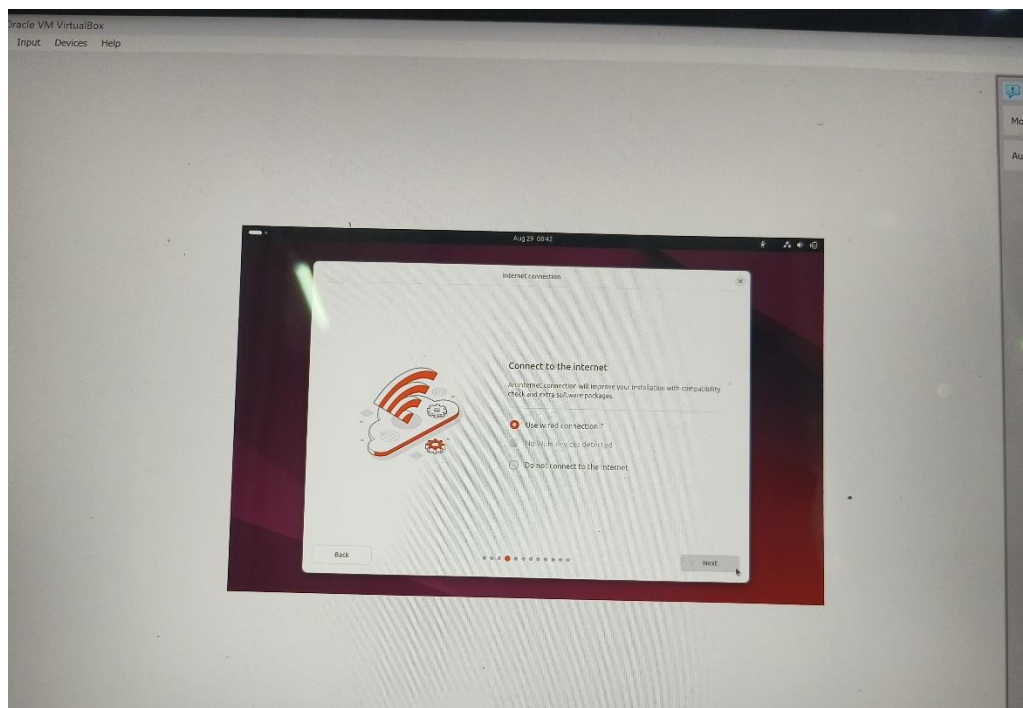 Oracle VM VirtualBox
Input Devices Help
Mo
Au
Aug 29 08:42
Internet connection
Connect to the internet
An internet connection will improve your installation with compatibility
check and extra software packages.
Use wired connection
No Wi-Fi devices detected
Do not connect to the internet
Back
Next